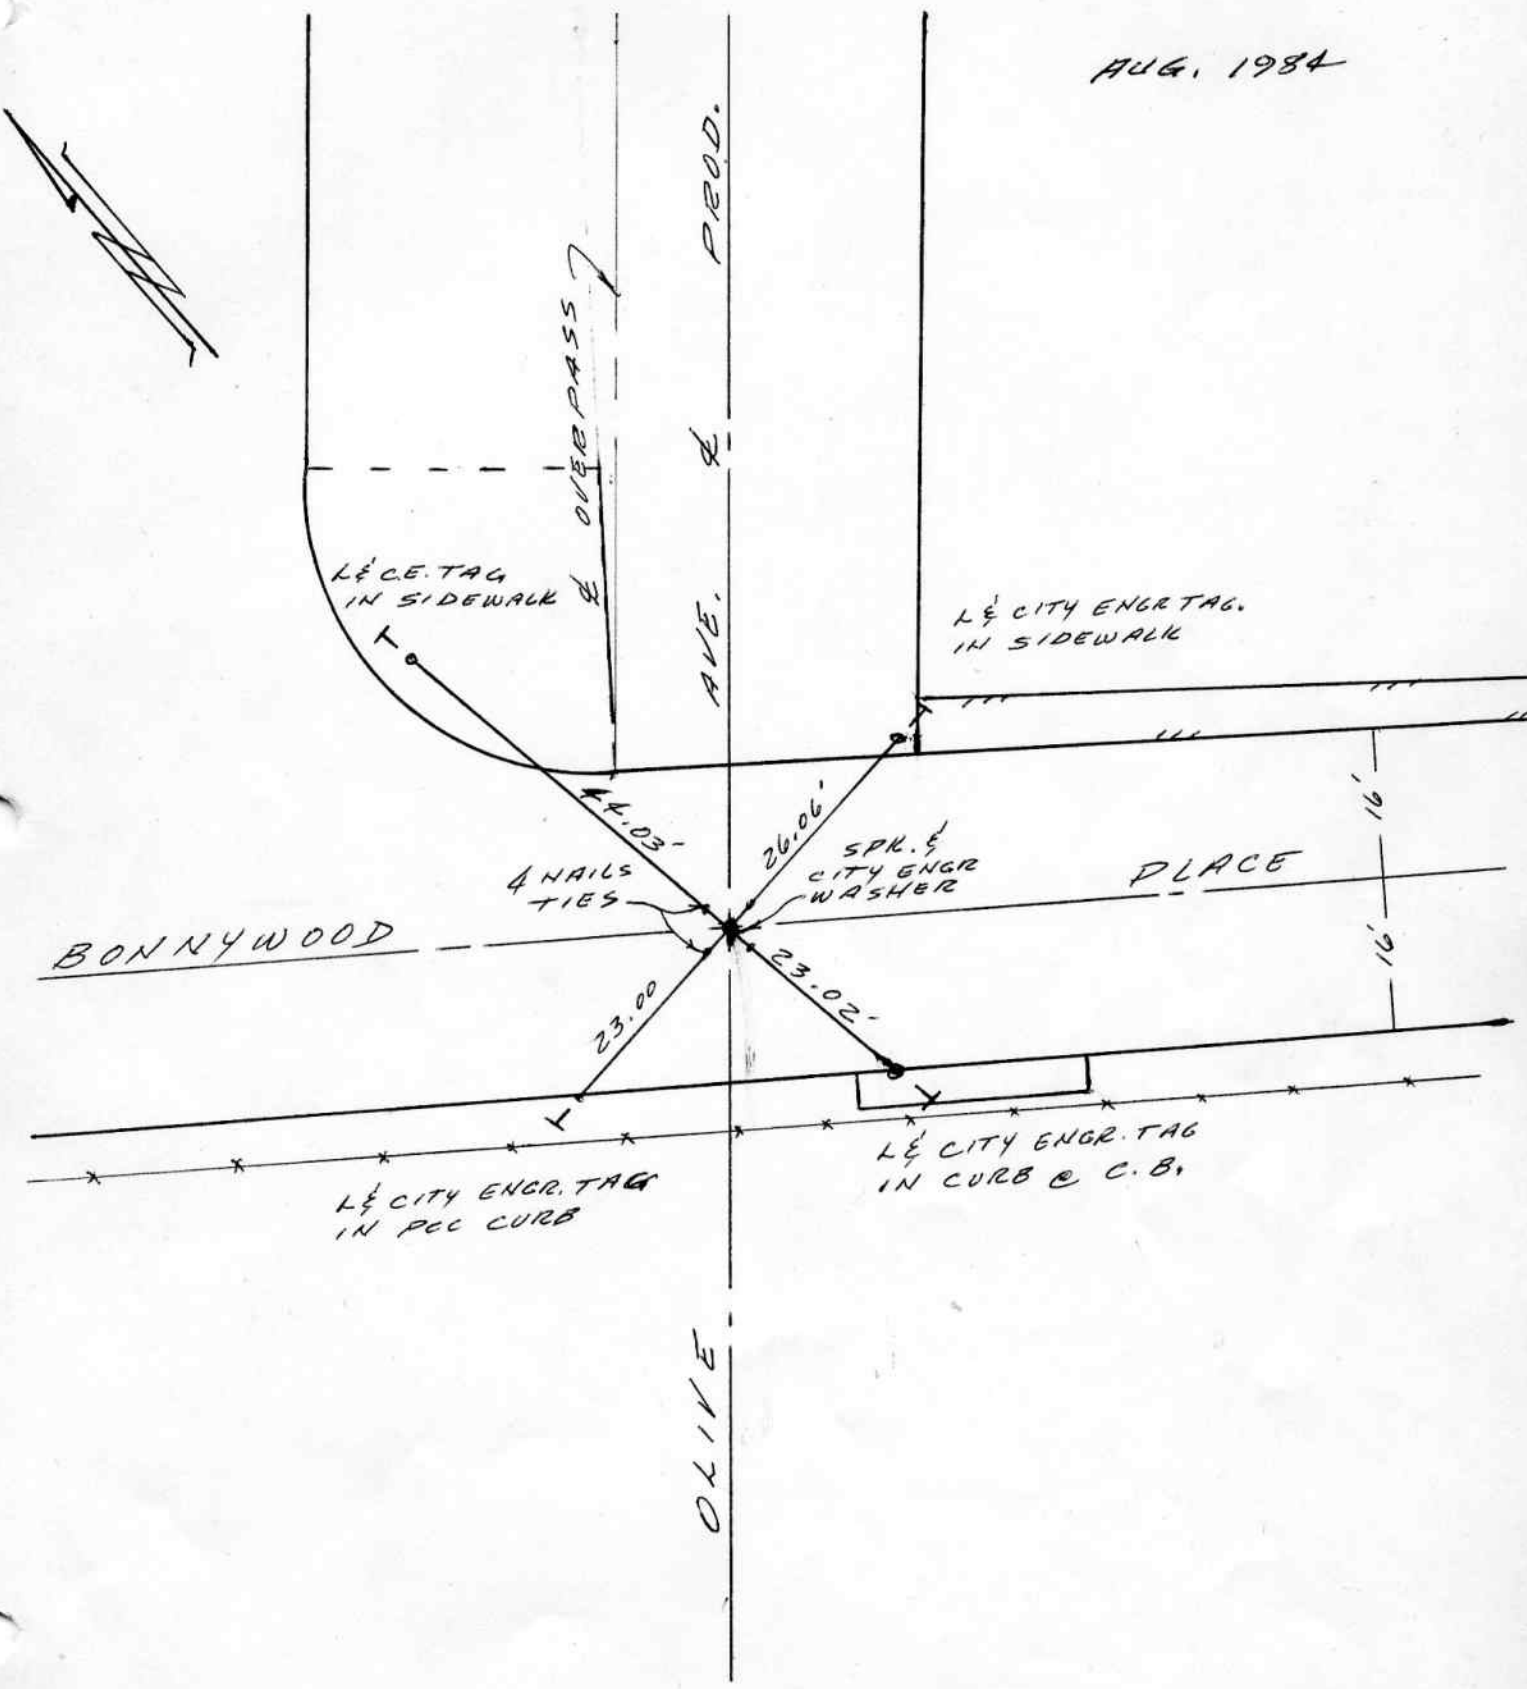 AUG. 1984
PROD.
℄ OVERPASS
℄
AVE.
L & C.E. TAG
IN SIDEWALK
L & CITY ENGR TAG.
IN SIDEWALK
44.03'
26.06'
16'
4 NAILS
TIES
SPK. &
CITY ENGR
WASHER
PLACE
BONNYWOOD
16'
23.00
23.02'
L & CITY ENGR. TAG
IN CURB @ C.B.
L & CITY ENGR. TAG
IN PCC CURB
OLIVE